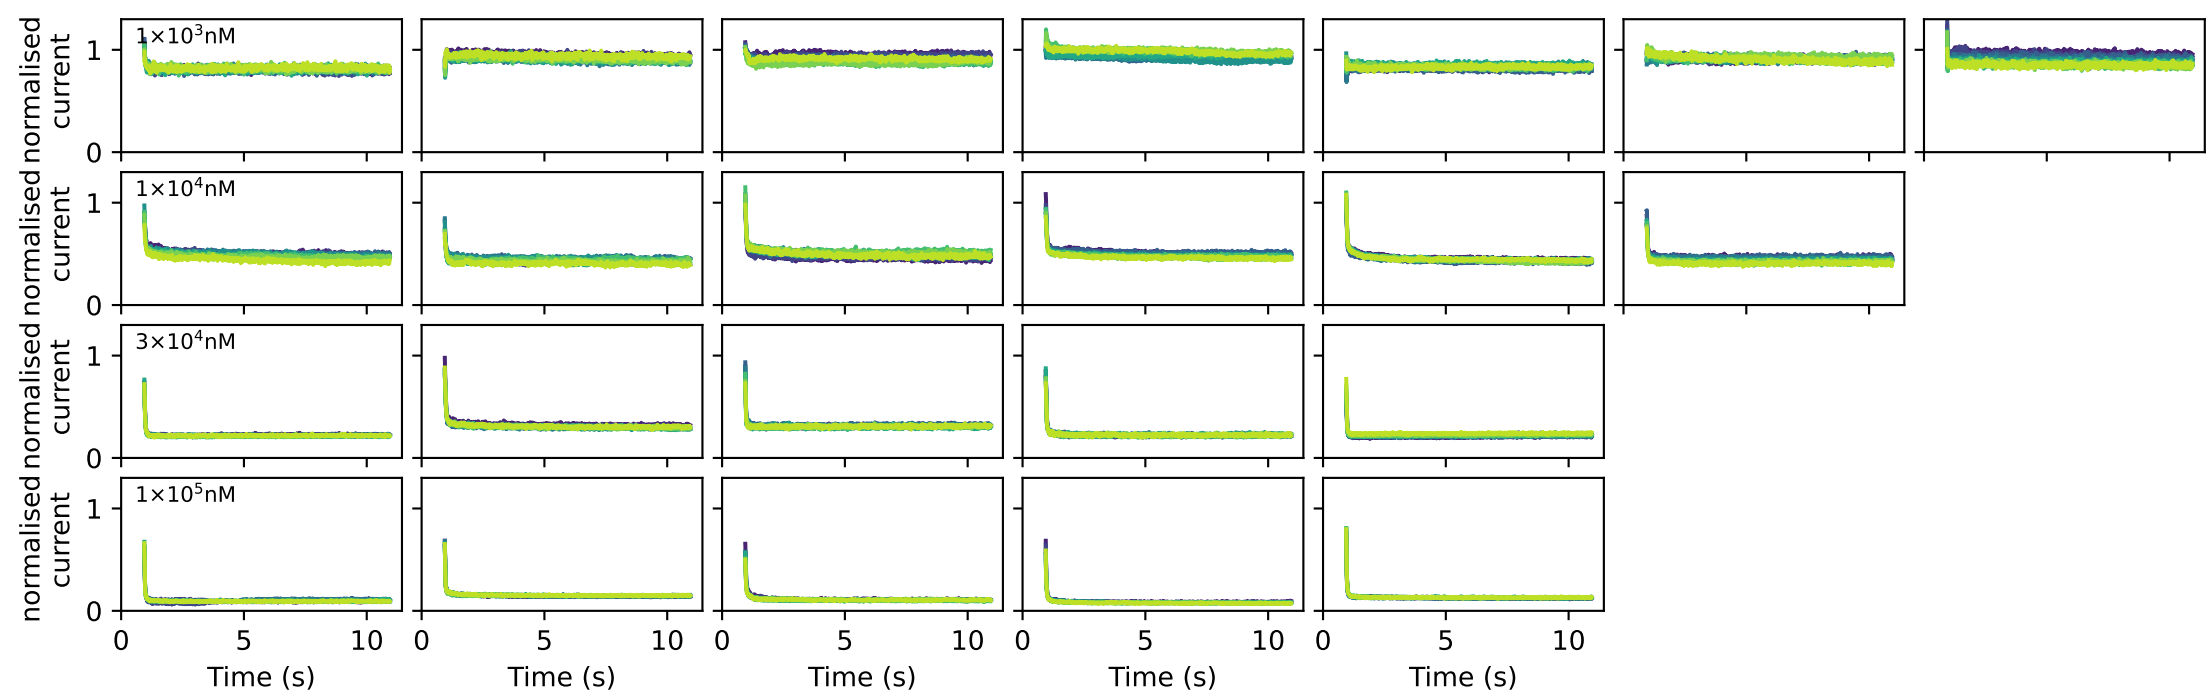 normalised
current
1
0
1×10³nM
normalised
current
1
0
1×10⁴nM
normalised
current
1
0
3×10⁴nM
normalised
current
1
0
1×10⁵nM
0 5 10 0 5 10 0 5 10 0 5 10 0 5 10
Time (s) Time (s) Time (s) Time (s) Time (s)